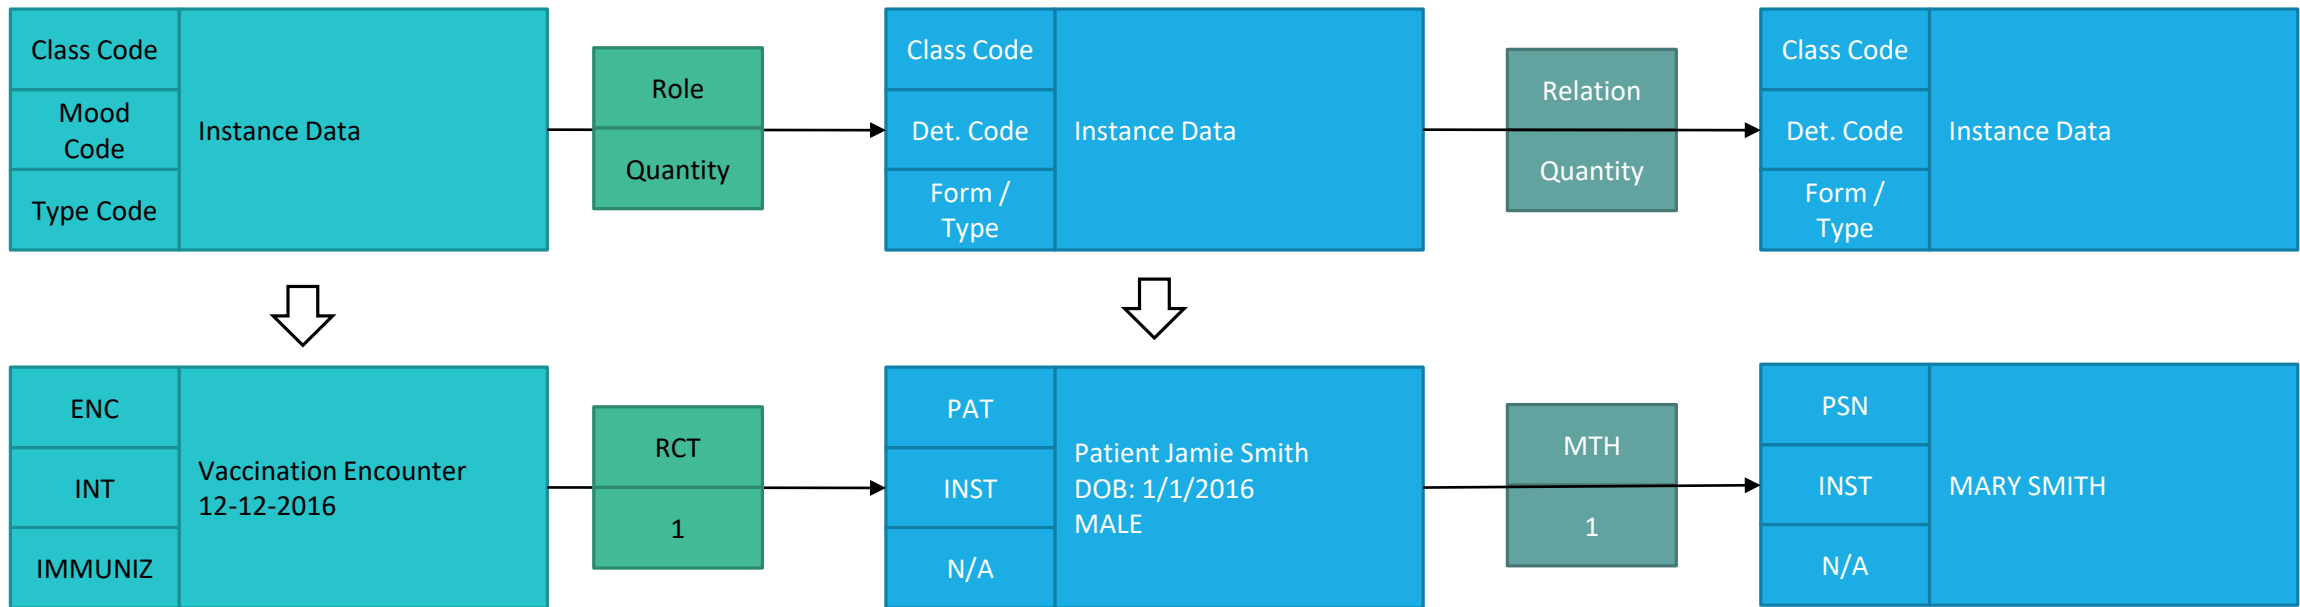 Class Code
Mood
Code
Type Code
Instance Data
Role
Quantity
Class Code
Det. Code
Form /
Type
Instance Data
Relation
Quantity
Class Code
Det. Code
Form /
Type
Instance Data
ENC
INT
IMMUNIZ
Vaccination Encounter
12-12-2016
RCT
1
PAT
INST
N/A
Patient Jamie Smith
DOB: 1/1/2016
MALE
MTH
1
PSN
INST
N/A
MARY SMITH